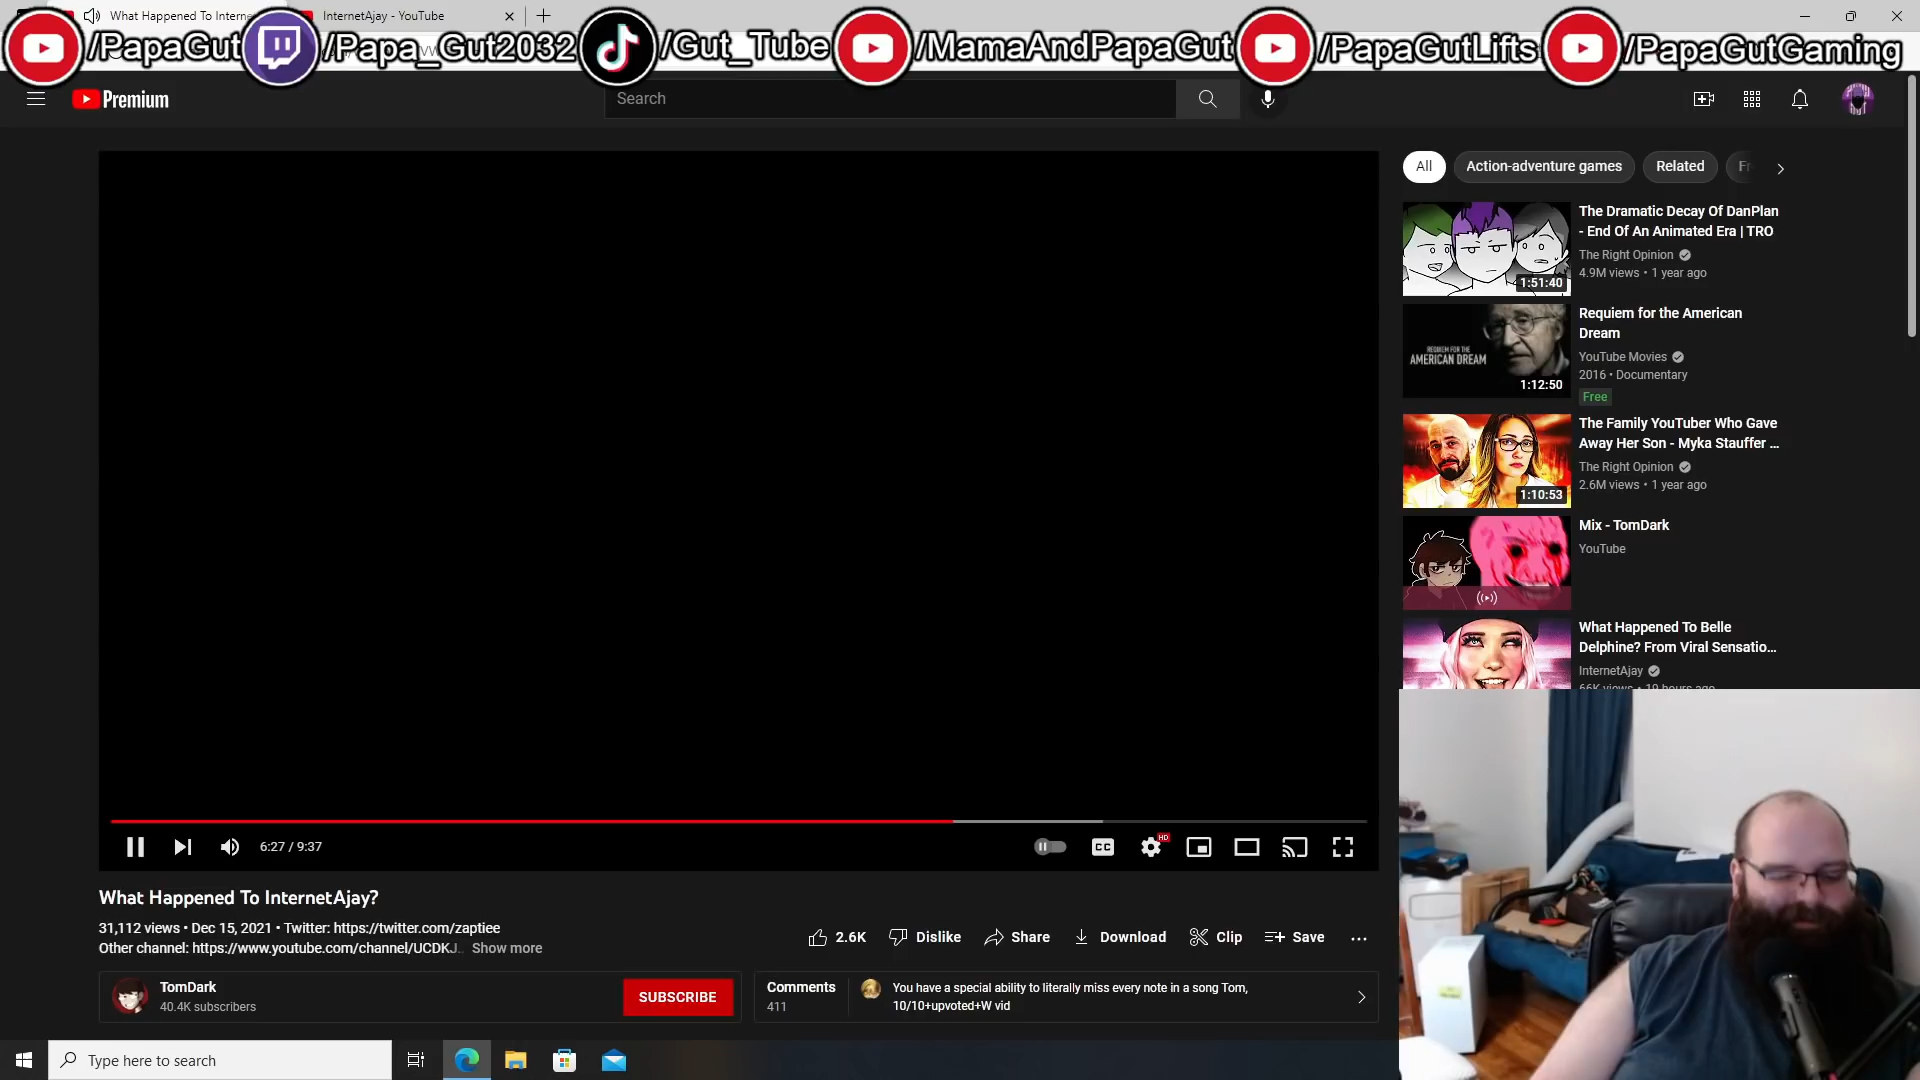 What Happened To Interne
InternetAjay - YouTube
/PapaGut
/Papa_Gut2032
/Gut_Tube
/MamaAndPapaGut
/PapaGutLifts
/PapaGutGaming
Premium
Search
All
Action-adventure games
Related
The Dramatic Decay Of DanPlan
- End Of An Animated Era | TRO
The Right Opinion
4.9M views • 1 year ago
1:51:40
Requiem for the American
Dream
YouTube Movies
2016 • Documentary
Free
REQUIEM FOR THE
AMERICAN DREAM
1:12:50
The Family YouTuber Who Gave
Away Her Son - Myka Stauffer ...
The Right Opinion
2.6M views • 1 year ago
1:10:53
Mix - TomDark
YouTube
What Happened To Belle
Delphine? From Viral Sensatio...
InternetAjay
66K views • 19 hours ago
6:27 / 9:37
CC
HD
What Happened To InternetAjay?
31,112 views • Dec 15, 2021 • Twitter: https://twitter.com/zaptiee
Other channel: https://www.youtube.com/channel/UCDKJ... Show more
2.6K
Dislike
Share
Download
Clip
Save
TomDark
40.4K subscribers
SUBSCRIBE
Comments
411
You have a special ability to literally miss every note in a song Tom,
10/10+upvoted+W vid
Type here to search